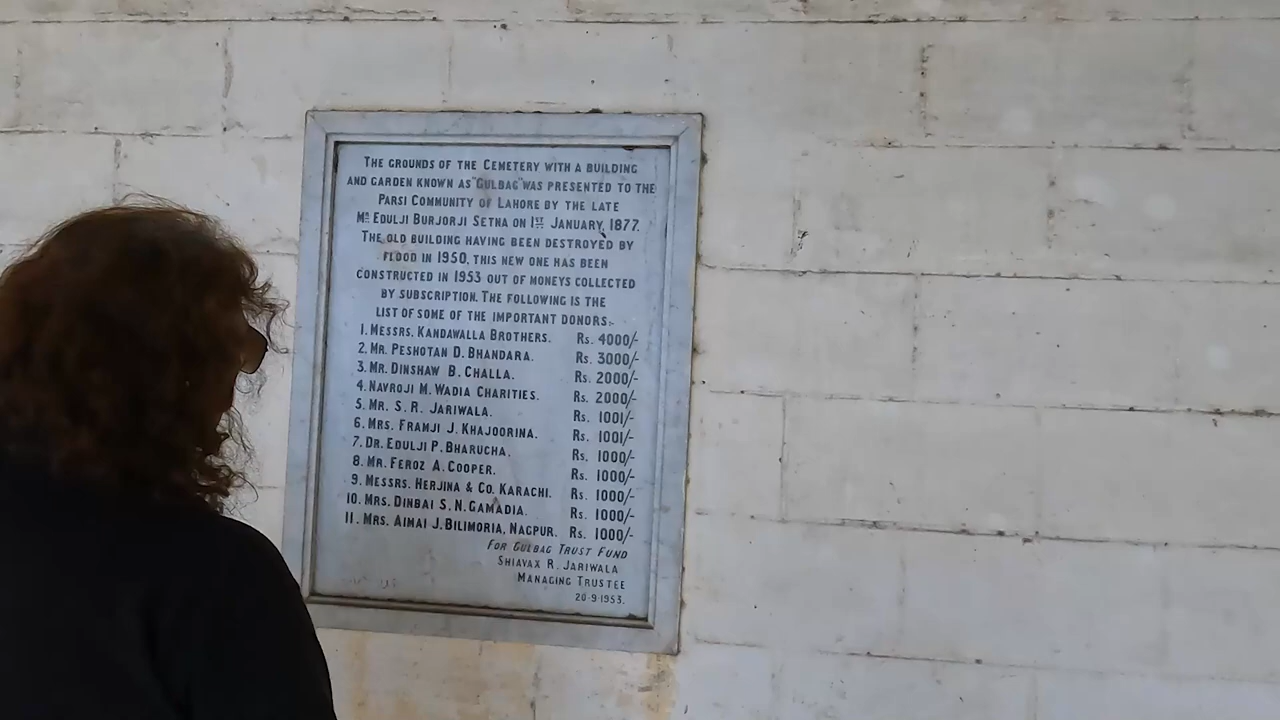 THE GROUNDS OF THE CEMETERY WITH A BUILDING
AND GARDEN KNOWN AS "GULBAG" WAS PRESENTED TO THE
PARSI COMMUNITY OF LAHORE BY THE LATE
MR EDULJI BURJORJI SETNA ON 1ST JANUARY, 1877.
THE OLD BUILDING HAVING BEEN DESTROYED BY
FLOOD IN 1950, THIS NEW ONE HAS BEEN
CONSTRUCTED IN 1953 OUT OF MONEYS COLLECTED
BY SUBSCRIPTION. THE FOLLOWING IS THE
LIST OF SOME OF THE IMPORTANT DONORS:-
1. MESSRS. KANDAWALLA BROTHERS. RS. 4000/-
2. MR. PESHOTAN D. BHANDARA. RS. 3000/-
3. MR. DINSHAW B. CHALLA. RS. 2000/-
4. NAVROJI M. WADIA CHARITIES. RS. 2000/-
5. MR. S. R. JARIWALA. RS. 1001/-
6. MRS. FRAMJI J. KHAJOORINA. RS. 1001/-
7. DR. EDULJI P. BHARUCHA. RS. 1000/-
8. MR. FEROZ A. COOPER. RS. 1000/-
9. MESSRS. HERJINA & CO. KARACHI. RS. 1000/-
10. MRS. DINBAI S. N. GAMADIA. RS. 1000/-
11. MRS. AIMAI J. BILIMORIA, NAGPUR. RS. 1000/-
FOR GULBAG TRUST FUND
SHIAVAX R. JARIWALA
MANAGING TRUSTEE
20-9-1953.